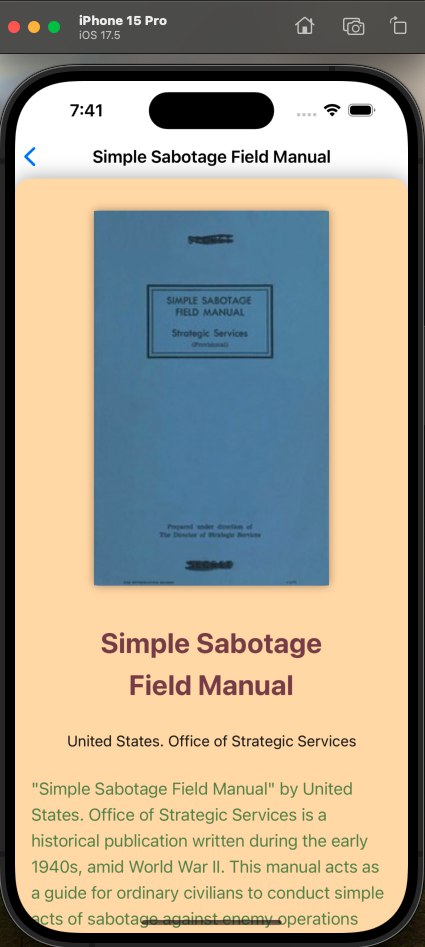 iPhone 15 Pro
iOS 17.5
7:41
Simple Sabotage Field Manual
SIMPLE SABOTAGE
FIELD MANUAL
Strategic Services
(Provisional)
Prepared under direction of
The Director of Strategic Services
Simple Sabotage
Field Manual
United States. Office of Strategic Services
"Simple Sabotage Field Manual" by United
States. Office of Strategic Services is a
historical publication written during the early
1940s, amid World War II. This manual acts as
a guide for ordinary civilians to conduct simple
acts of sabotage against enemy operations